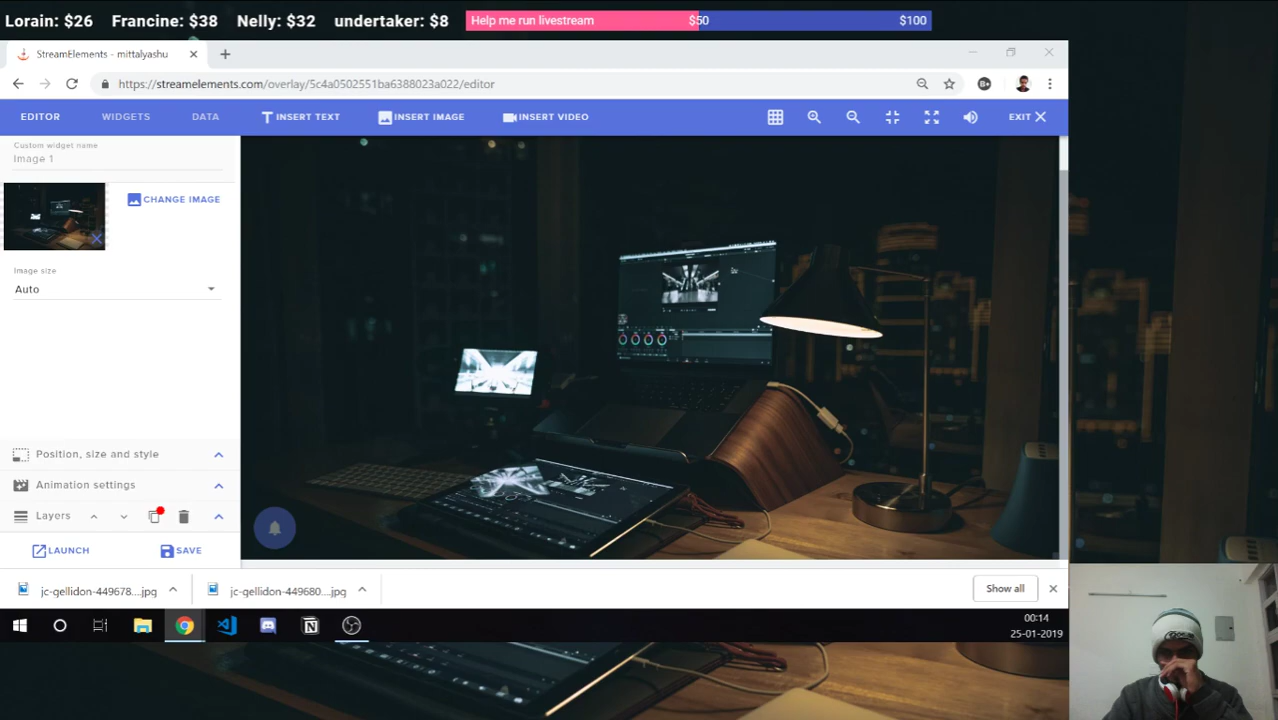 Lorain: $26 Francine: $38 Nelly: $32 undertaker: $8 Help me run livestream $50 $100
StreamElements - mittalyashu
https://streamelements.com/overlay/5c4a0502551ba6388023a022/editor
EDITOR WIDGETS DATA INSERT TEXT INSERT IMAGE INSERT VIDEO EXIT
Custom widget name
Image 1
CHANGE IMAGE
Image size
Auto
Position, size and style
Animation settings
Layers
LAUNCH SAVE
jc-gellidon-449678....jpg jc-gellidon-449680....jpg Show all
00:14
25-01-2019